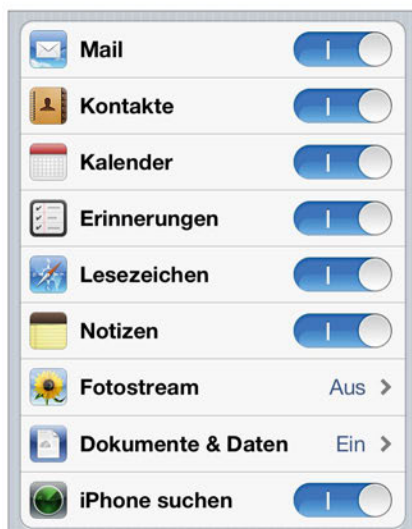 Mail
Kontakte
Kalender
Erinnerungen
Lesezeichen
Notizen
Fotostream Aus
Dokumente & Daten Ein
iPhone suchen